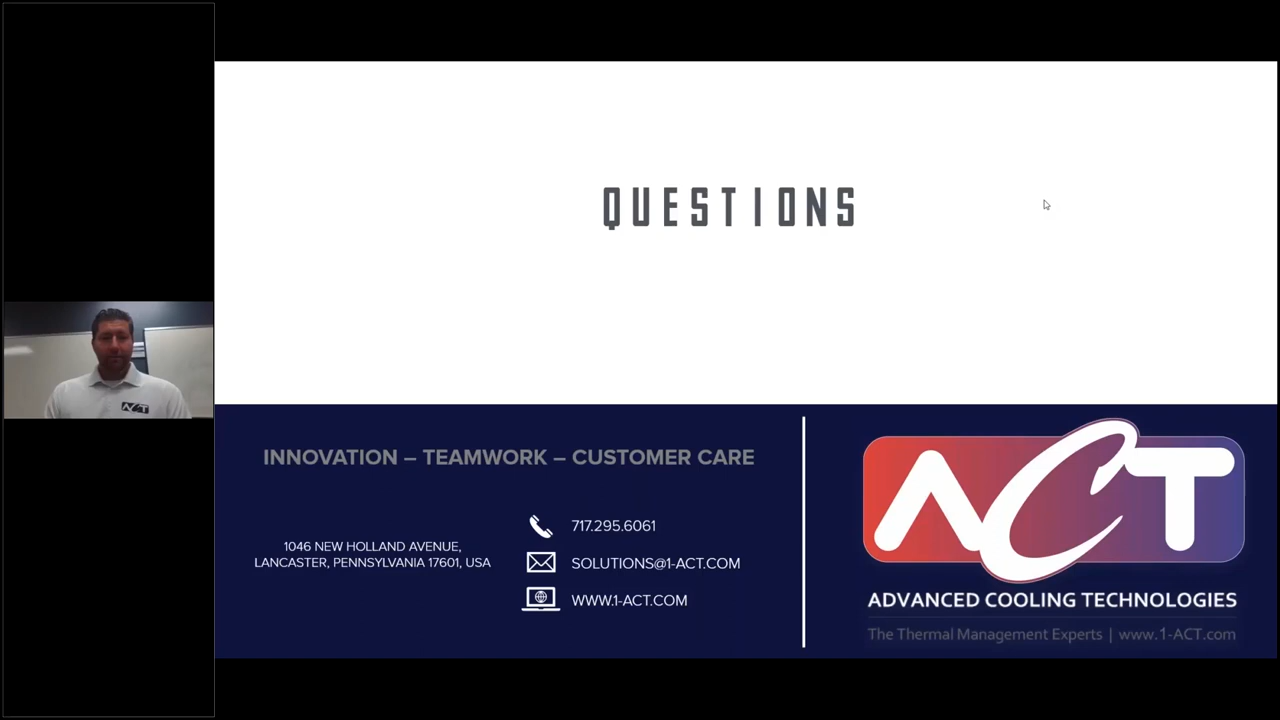 QUESTIONS
INNOVATION – TEAMWORK – CUSTOMER CARE
1046 NEW HOLLAND AVENUE,
LANCASTER, PENNSYLVANIA 17601, USA
717.295.6061
SOLUTIONS@1-ACT.COM
WWW.1-ACT.COM
ACT
ADVANCED COOLING TECHNOLOGIES
The Thermal Management Experts | www.1-ACT.com
ACT